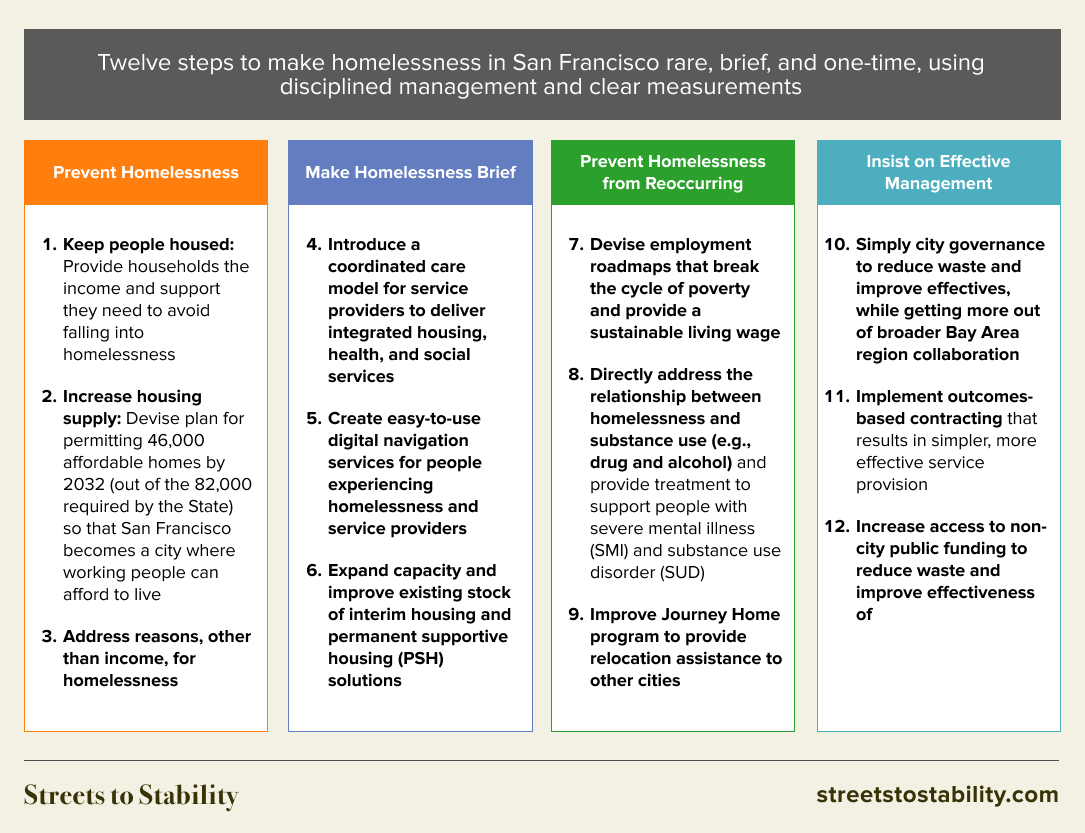 Twelve steps to make homelessness in San Francisco rare, brief, and one-time, using
disciplined management and clear measurements
Prevent Homelessness
1. Keep people housed:
Provide households the
income and support
they need to avoid
falling into
homelessness
2. Increase housing
supply: Devise plan for
permitting 46,000
affordable homes by
2032 (out of the 82,000
required by the State)
so that San Francisco
becomes a city where
working people can
afford to live
3. Address reasons, other
than income, for
homelessness
Make Homelessness Brief
4. Introduce a
coordinated care
model for service
providers to deliver
integrated housing,
health, and social
services
5. Create easy-to-use
digital navigation
services for people
experiencing
homelessness and
service providers
6. Expand capacity and
improve existing stock
of interim housing and
permanent supportive
housing (PSH)
solutions
Prevent Homelessness
from Reoccurring
7. Devise employment
roadmaps that break
the cycle of poverty
and provide a
sustainable living wage
8. Directly address the
relationship between
homelessness and
substance use (e.g.,
drug and alcohol) and
provide treatment to
support people with
severe mental illness
(SMI) and substance use
disorder (SUD)
9. Improve Journey Home
program to provide
relocation assistance to
other cities
Insist on Effective
Management
10. Simply city governance
to reduce waste and
improve effectives,
while getting more out
of broader Bay Area
region collaboration
11. Implement outcomes-
based contracting that
results in simpler, more
effective service
provision
12. Increase access to non-
city public funding to
reduce waste and
improve effectiveness
of
Streets to Stability
streetstostability.com